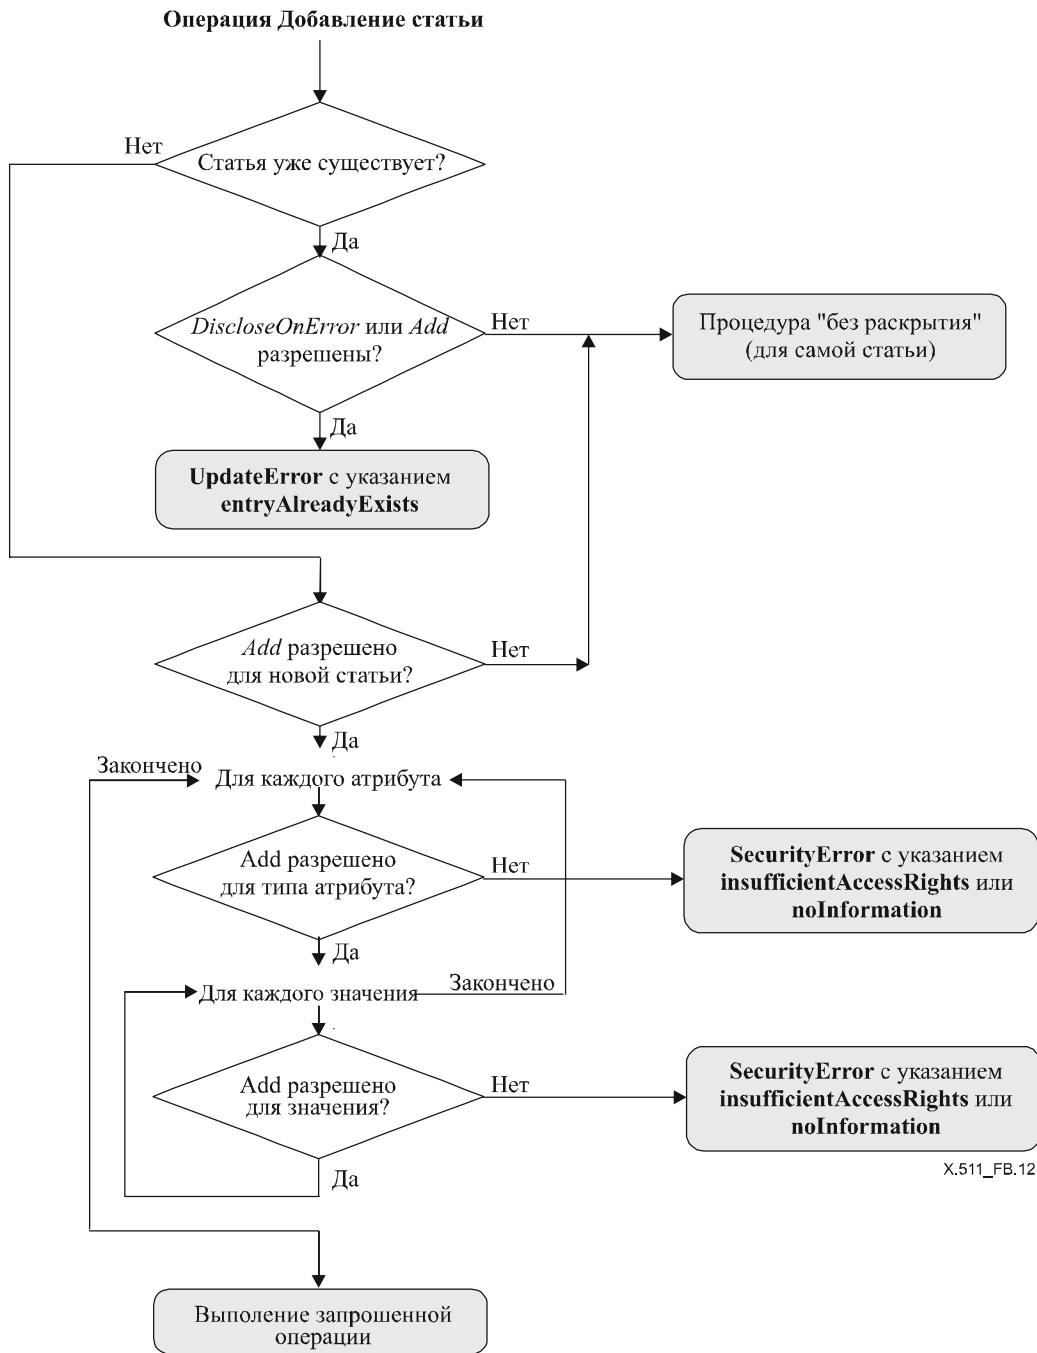 Операция Добавление статьи
Нет
Статья уже существует?
Да
DiscloseOnError или Add
разрешены?
Нет
Процедура "без раскрытия"
(для самой статьи)
Да
UpdateError с указанием
entryAlreadyExists
Add разрешено
для новой статьи?
Нет
Да
Закончено
Для каждого атрибута
Add разрешено
для типа атрибута?
Нет
SecurityError с указанием
insufficientAccessRights или
noInformation
Да
Закончено
Для каждого значения
Add разрешено
для значения?
Нет
SecurityError с указанием
insufficientAccessRights или
noInformation
Да
X.511_FB.12
Выполение запрошенной
операции